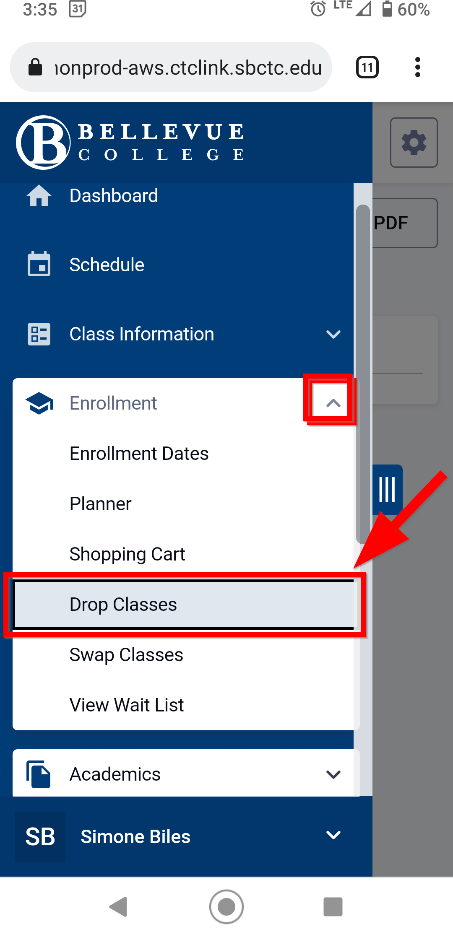 3:35 31 LTE 60%
nonprod-aws.ctclink.sbctc.edu 11
B BELLEVUE
COLLEGE
Dashboard
PDF
Schedule
Class Information
Enrollment
Enrollment Dates
Planner
Shopping Cart
Drop Classes
Swap Classes
View Wait List
Academics
SB Simone Biles